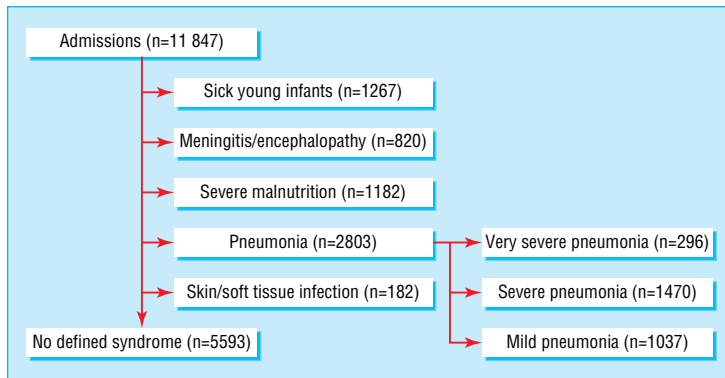 Admissions (n=11 847)
Sick young infants (n=1267)
Meningitis/encephalopathy (n=820)
Severe malnutrition (n=1182)
Pneumonia (n=2803)
Very severe pneumonia (n=296)
Skin/soft tissue infection (n=182)
Severe pneumonia (n=1470)
No defined syndrome (n=5593)
Mild pneumonia (n=1037)